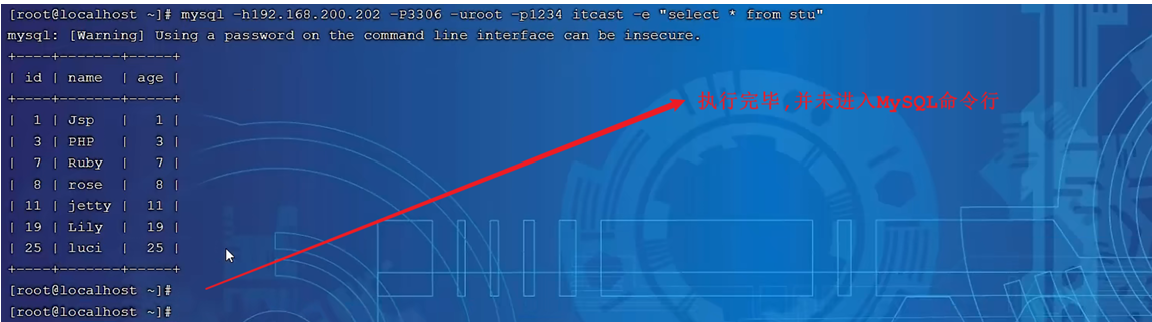 [root@localhost ~]# mysql -h192.168.200.202 -P3306 -uroot -p1234 itcast -e "select * from stu"
mysql: [Warning] Using a password on the command line interface can be insecure.
+----+-------+-----+
| id | name  | age |
+----+-------+-----+
|  1 | Jsp   |   1 |
|  3 | PHP   |   3 |
|  7 | Ruby  |   7 |
|  8 | rose  |   8 |
| 11 | jetty |  11 |
| 19 | Lily  |  19 |
| 25 | luci  |  25 |
+----+-------+-----+
[root@localhost ~]#
[root@localhost ~]#
执行完毕,并未进入MySQL命令行